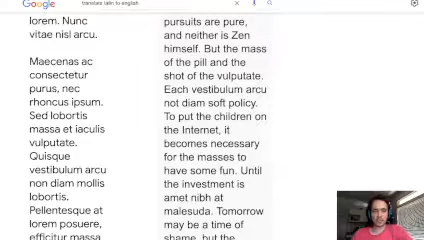 Google
translate latin to english
lorem. Nunc
vitae nisl arcu.
Maecenas ac
consectetur
purus, nec
rhoncus ipsum.
Sed lobortis
massa et iaculis
vulputate.
Quisque
vestibulum arcu
non diam mollis
lobortis.
Pellentesque at
lorem posuere,
efficitur massa
pursuits are pure,
and neither is Zen
himself. But the mass
of the pill and the
shot of the vulputate.
Each vestibulum arcu
not diam soft policy.
To put the children on
the Internet, it
becomes necessary
for the masses to
have some fun. Until
the investment is
amet nibh at
malesuda. Tomorrow
may be a time of
shame, but the